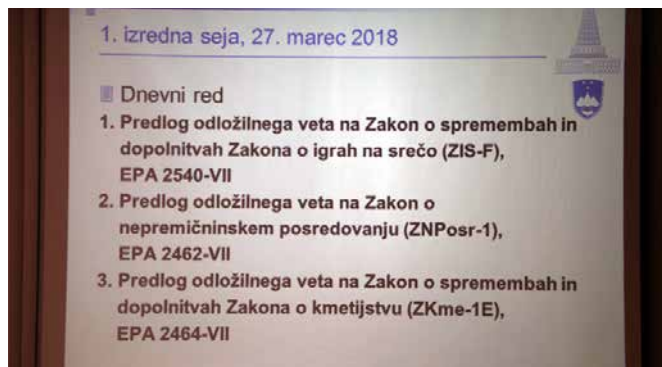 1. izredna seja, 27. marec 2018
Dnevni red
1. Predlog odložilnega veta na Zakon o spremembah in
dopolnitvah Zakona o igrah na srečo (ZIS-F),
EPA 2540-VII
2. Predlog odložilnega veta na Zakon o
nepremičninskem posredovanju (ZNPosr-1),
EPA 2462-VII
3. Predlog odložilnega veta na Zakon o spremembah in
dopolnitvah Zakona o kmetijstvu (ZKme-1E),
EPA 2464-VII